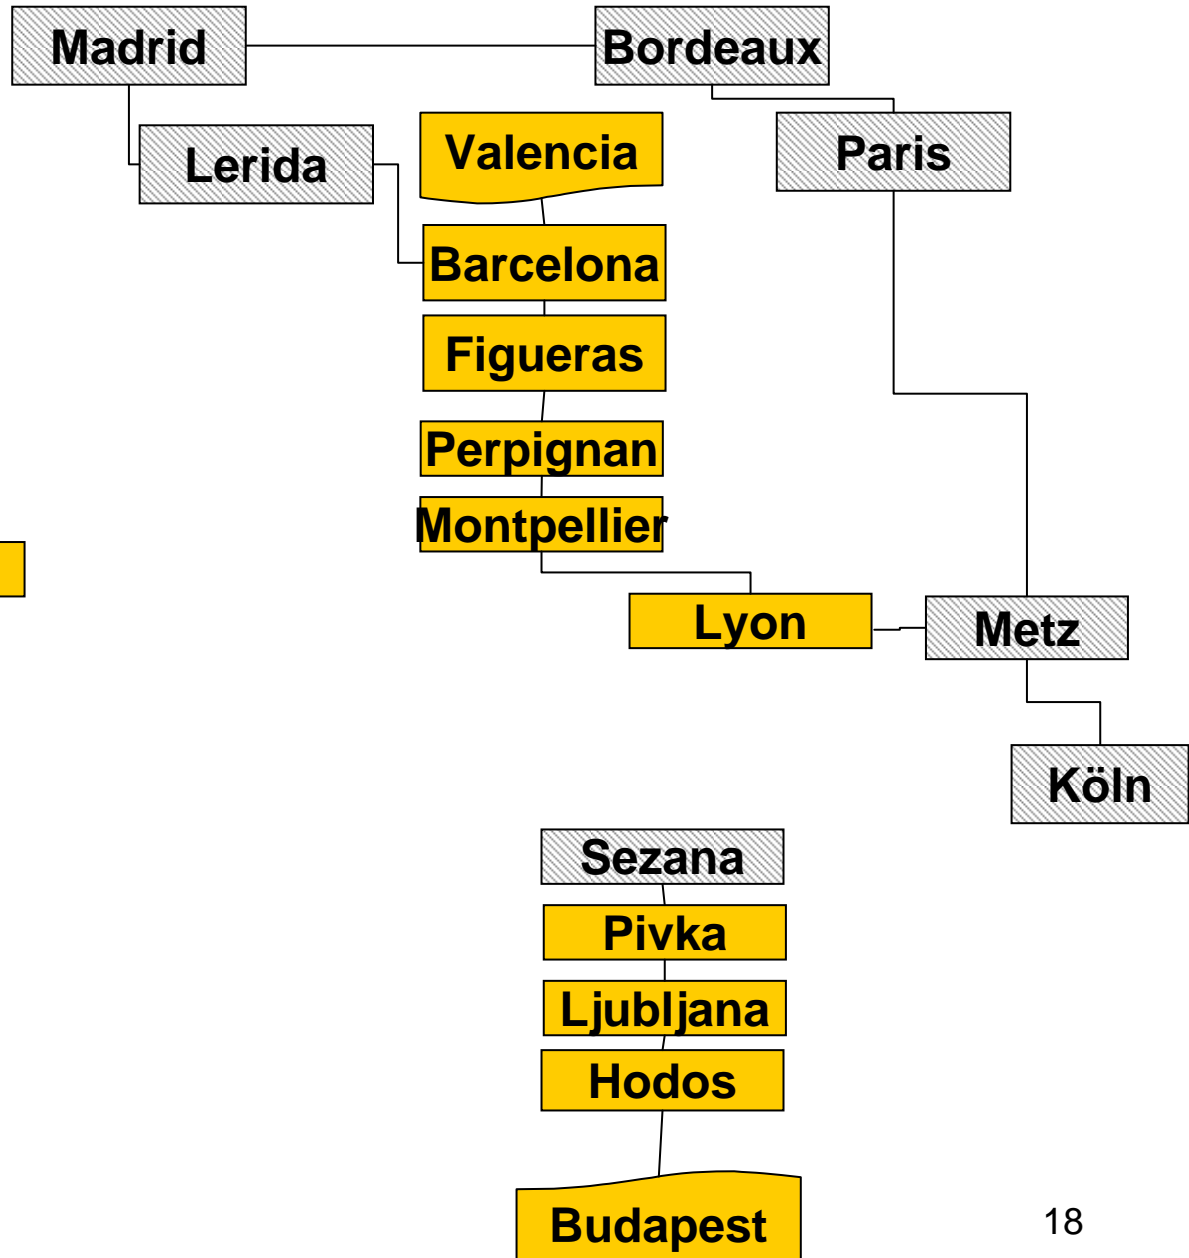 Madrid
Bordeaux
Lerida
Valencia
Paris
Barcelona
Figueras
Perpignan
Montpellier
Lyon
Metz
Köln
Sezana
Pivka
Ljubljana
Hodos
Budapest
18